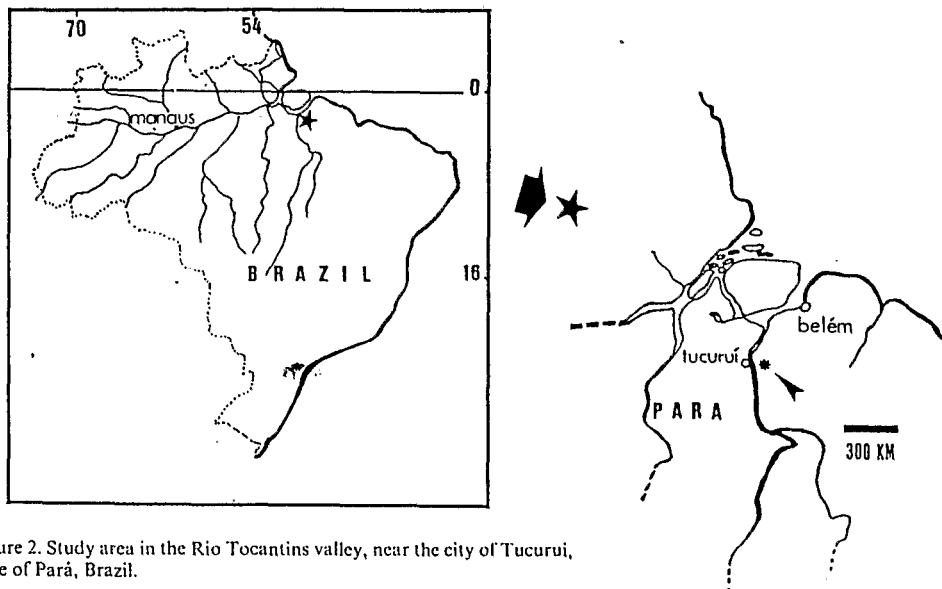 70 54
0
manaus
BRAZIL
16
belém
tucuruí
PARA
300 KM
ure 2. Study area in the Rio Tocantins valley, near the city of Tucurui,
e of Pará, Brazil.